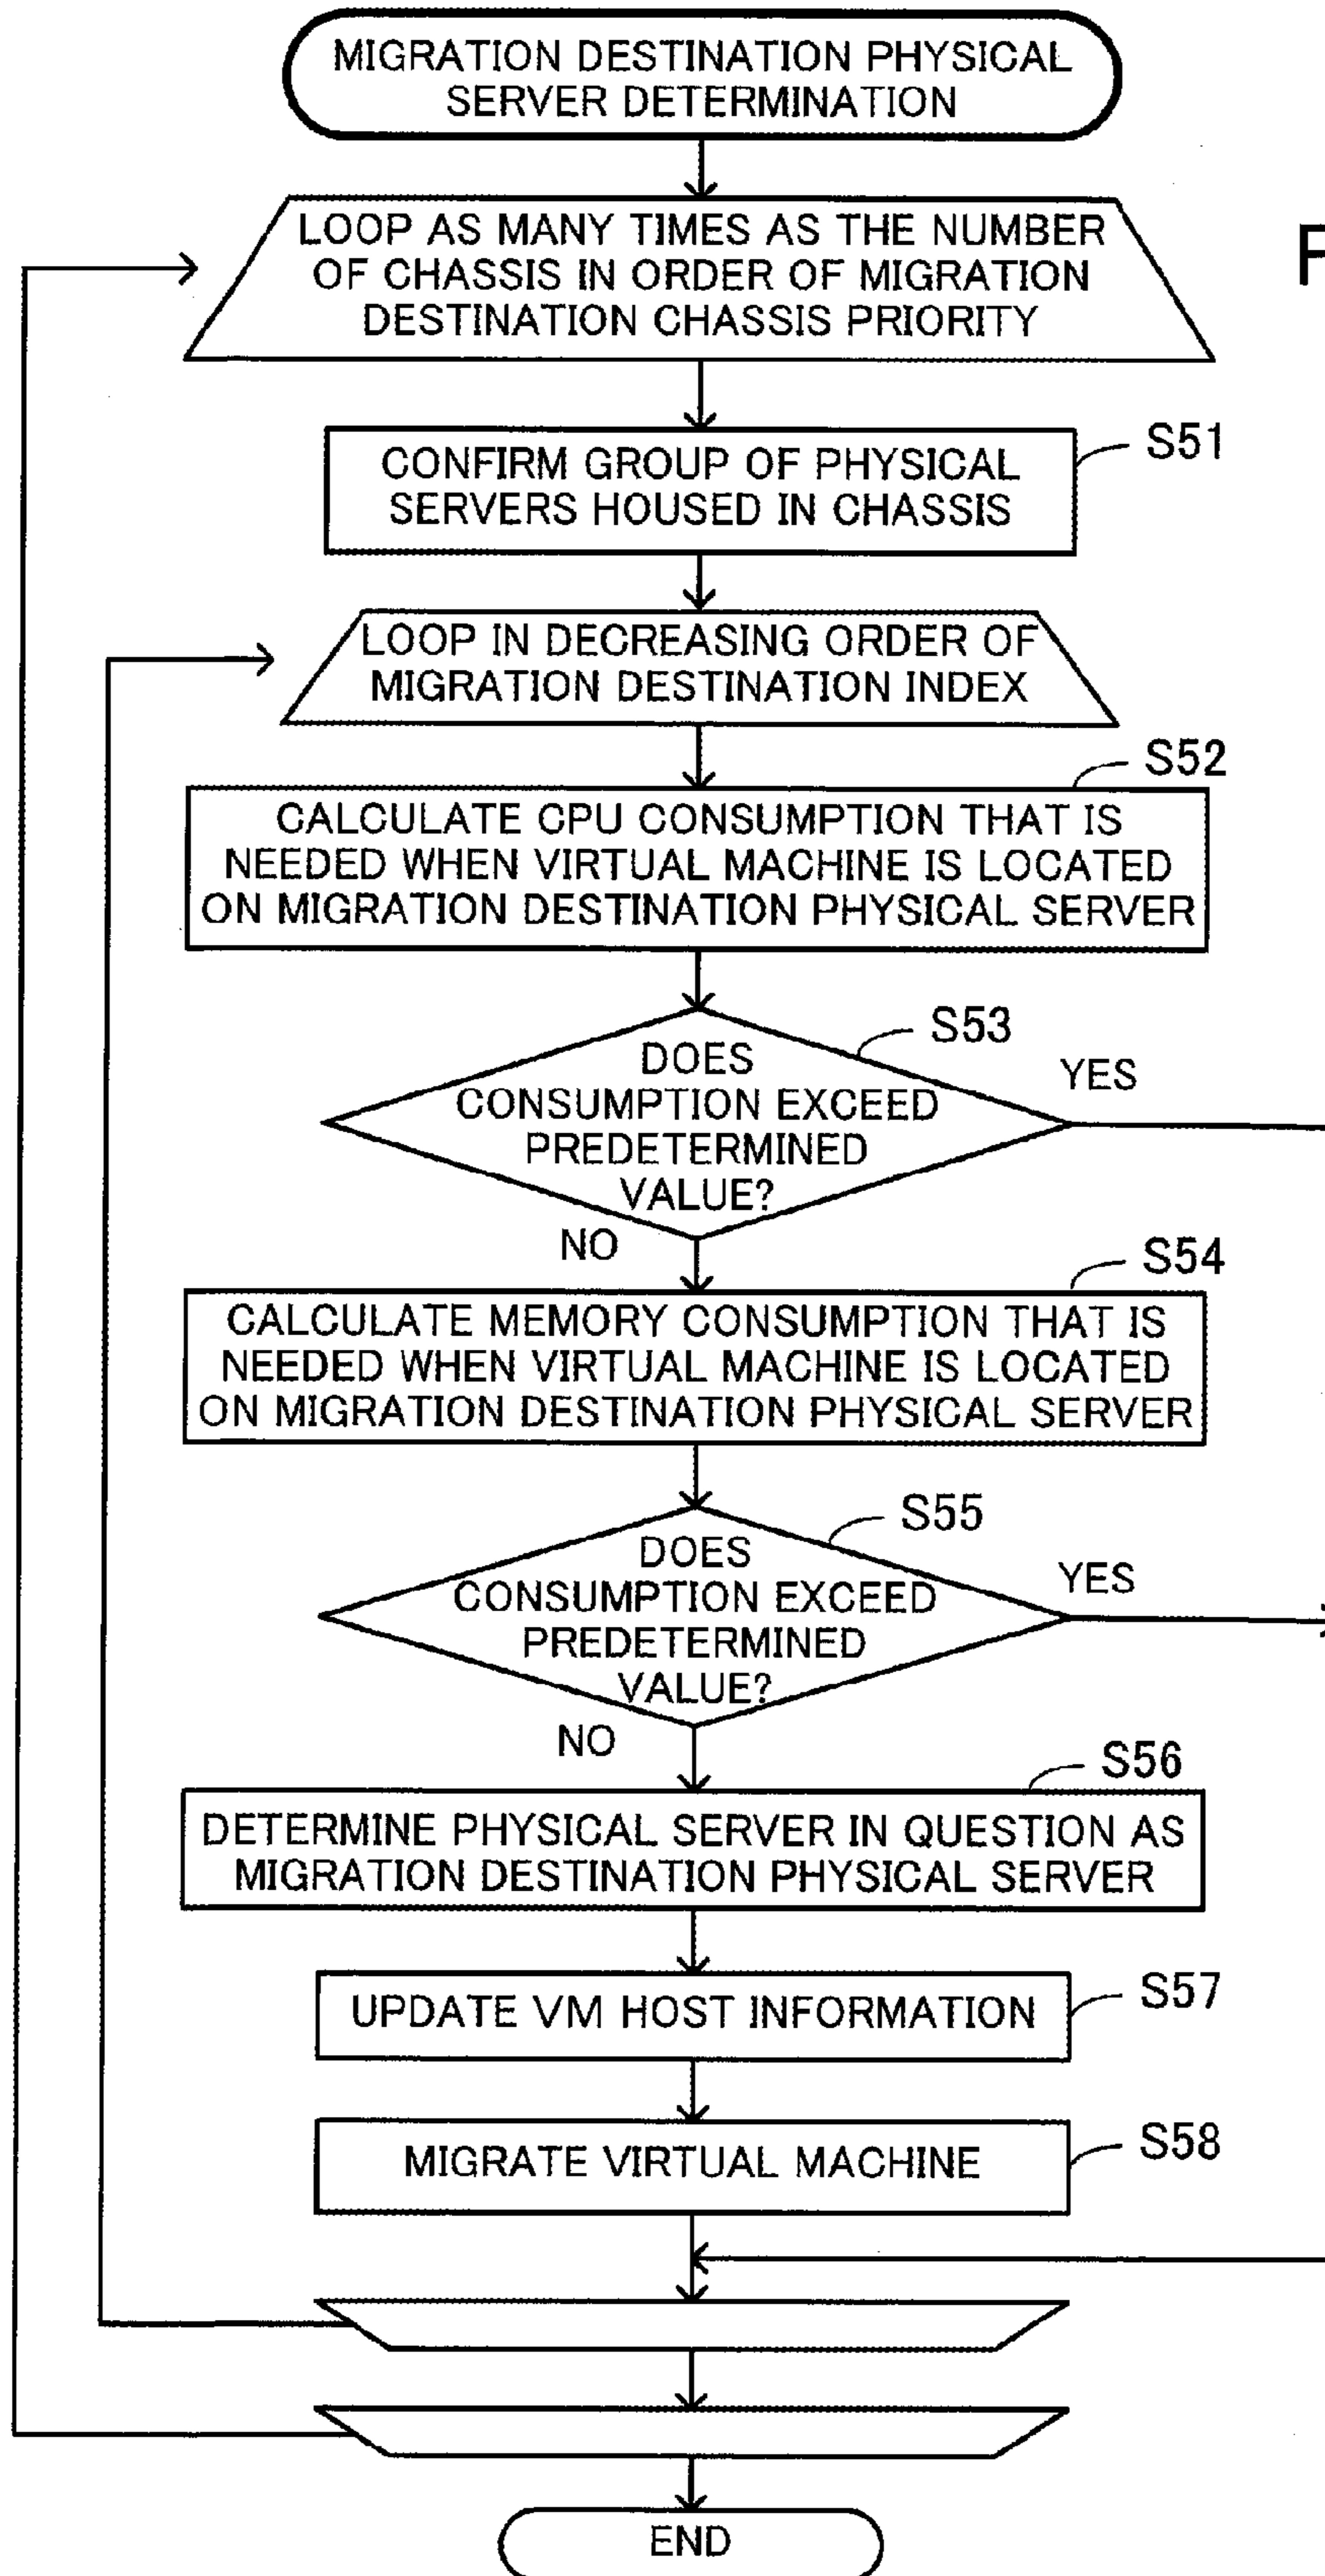 MIGRATION DESTINATION PHYSICAL
SERVER DETERMINATION
LOOP AS MANY TIMES AS THE NUMBER
OF CHASSIS IN ORDER OF MIGRATION
DESTINATION CHASSIS PRIORITY
F
CONFIRM GROUP OF PHYSICAL
SERVERS HOUSED IN CHASSIS
S51
LOOP IN DECREASING ORDER OF
MIGRATION DESTINATION INDEX
S52
CALCULATE CPU CONSUMPTION THAT IS
NEEDED WHEN VIRTUAL MACHINE IS LOCATED
ON MIGRATION DESTINATION PHYSICAL SERVER
S53
DOES
CONSUMPTION EXCEED
PREDETERMINED
VALUE?
YES
NO
S54
CALCULATE MEMORY CONSUMPTION THAT IS
NEEDED WHEN VIRTUAL MACHINE IS LOCATED
ON MIGRATION DESTINATION PHYSICAL SERVER
S55
DOES
CONSUMPTION EXCEED
PREDETERMINED
VALUE?
YES
NO
S56
DETERMINE PHYSICAL SERVER IN QUESTION AS
MIGRATION DESTINATION PHYSICAL SERVER
UPDATE VM HOST INFORMATION
S57
MIGRATE VIRTUAL MACHINE
S58
END